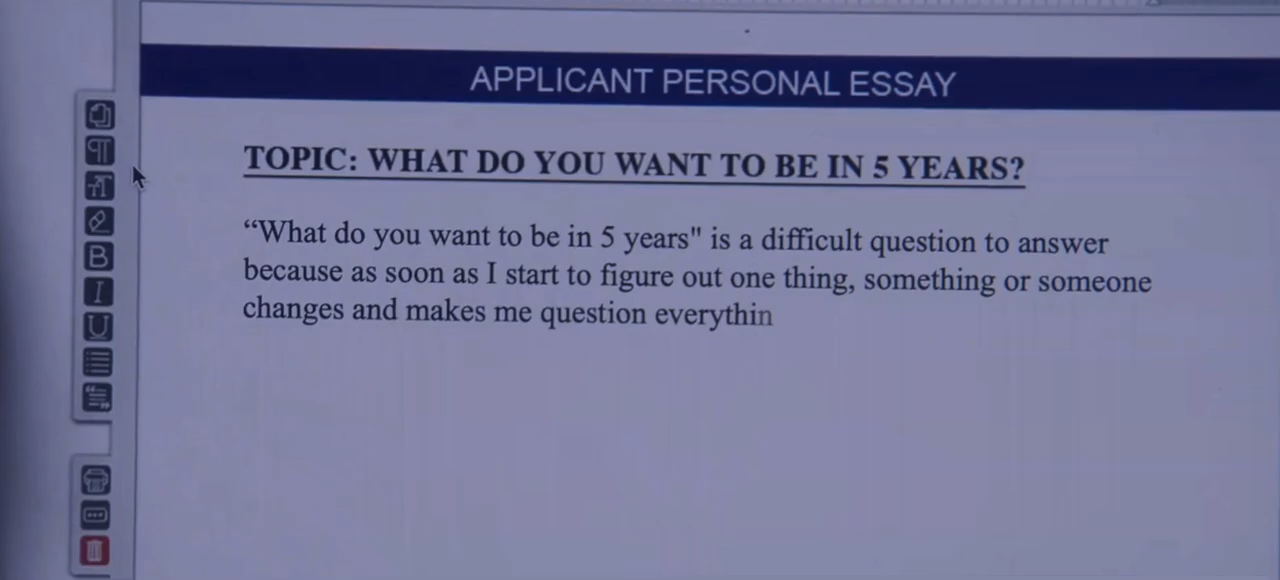 APPLICANT PERSONAL ESSAY
TOPIC: WHAT DO YOU WANT TO BE IN 5 YEARS?
“What do you want to be in 5 years" is a difficult question to answer
because as soon as I start to figure out one thing, something or someone
changes and makes me question everythin